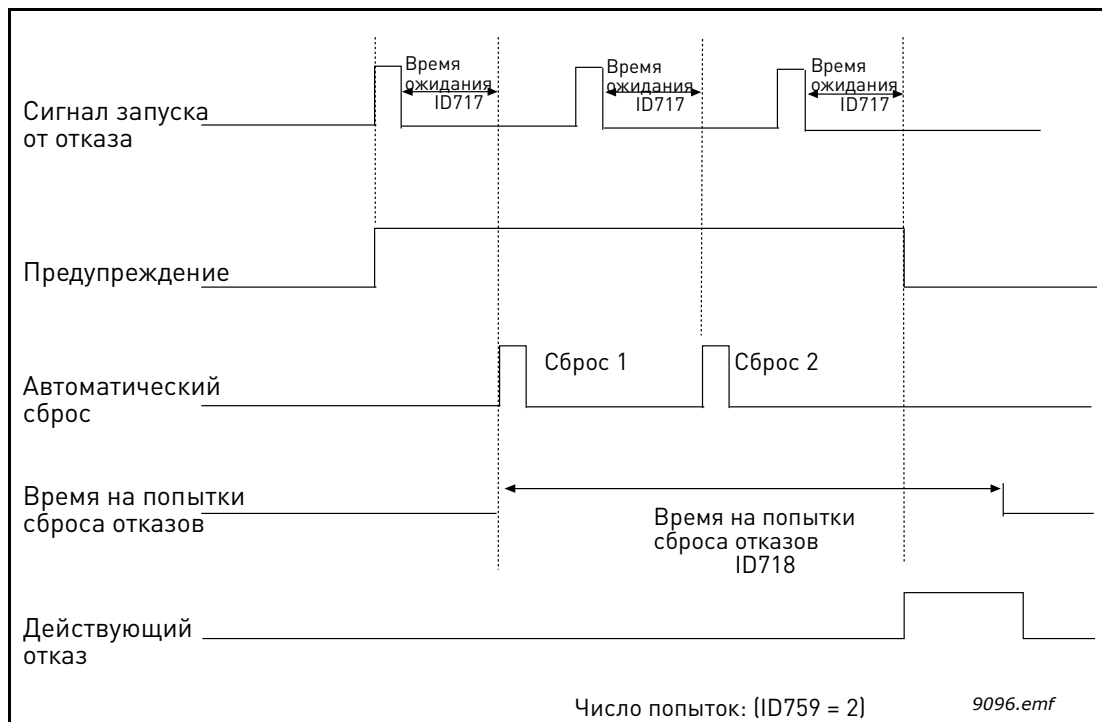 Время
ожидания
ID717
Время
ожидания
ID717
Время
ожидания
ID717
Сигнал запуска
от отказа
Предупреждение
Сброс 1
Сброс 2
Автоматический
сброс
Время на попытки
сброса отказов
Время на попытки
сброса отказов
ID718
Действующий
отказ
Число попыток: (ID759 = 2)
9096.emf